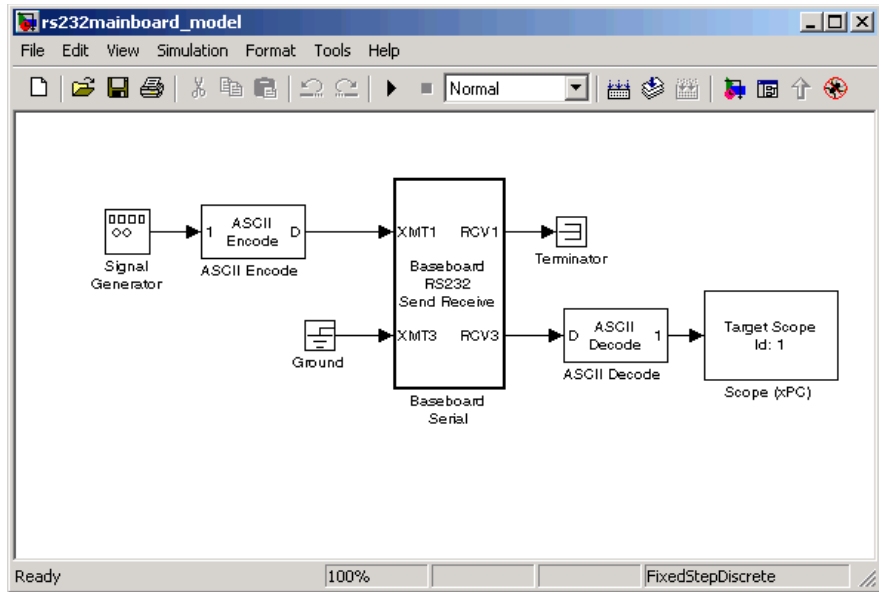 rs232mainboard_model
File Edit View Simulation Format Tools Help
Normal
Signal
Generator
1 ASCII
Encode D
ASCII Encode
XMT1 RCV1
Baseboard
RS232
Send Receive
XMT3 RCV3
Baseboard
Serial
Terminator
Ground
D ASCII
Decode 1
ASCII Decode
Target Scope
Id: 1
Scope (xPC)
Ready 100% FixedStepDiscrete